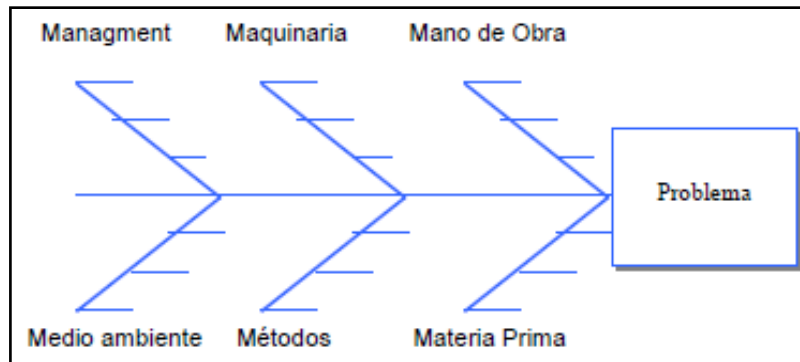 Managment
Maquinaria
Mano de Obra
Problema
Medio ambiente
Métodos
Materia Prima